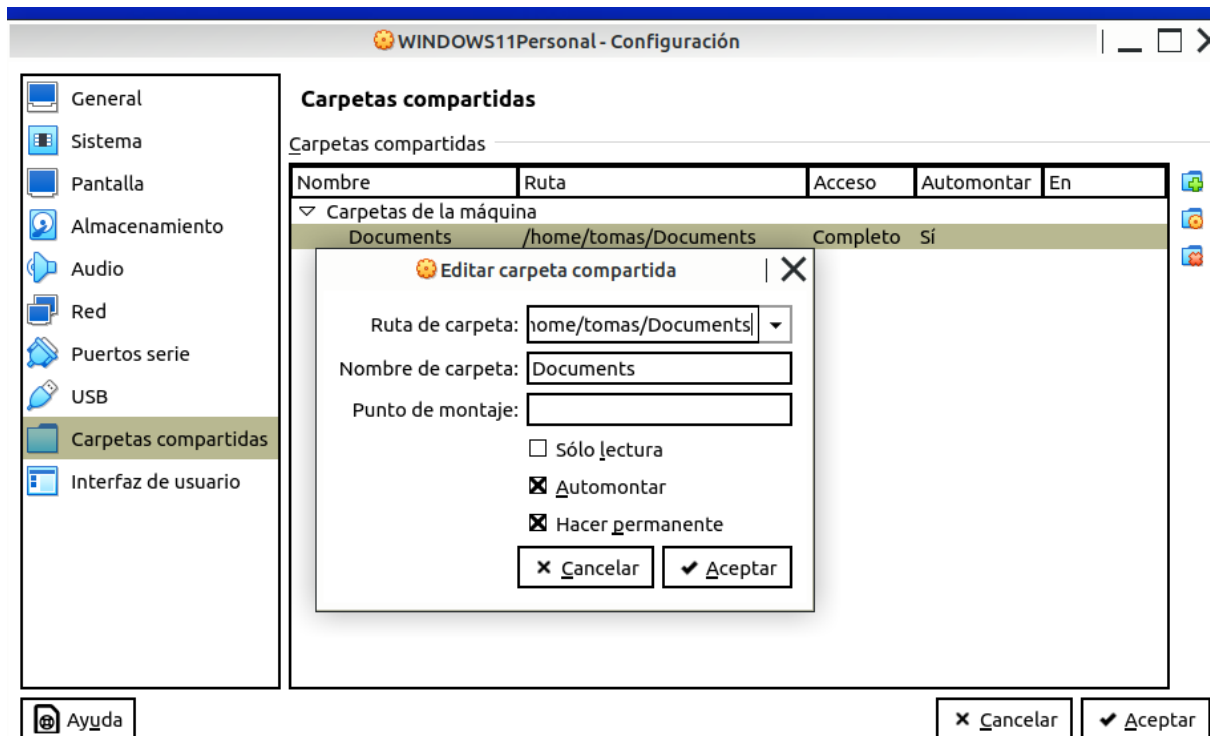 WINDOWS11Personal - Configuración
General
Sistema
Pantalla
Almacenamiento
Audio
Red
Puertos serie
USB
Carpetas compartidas
Interfaz de usuario
Carpetas compartidas
Carpetas compartidas
Nombre Ruta Acceso Automontar En
Carpetas de la máquina
Documents /home/tomas/Documents Completo Sí
Editar carpeta compartida
Ruta de carpeta: home/tomas/Documents
Nombre de carpeta: Documents
Punto de montaje:
Sólo lectura
Automontar
Hacer permanente
Cancelar Aceptar
Ayuda Cancelar Aceptar